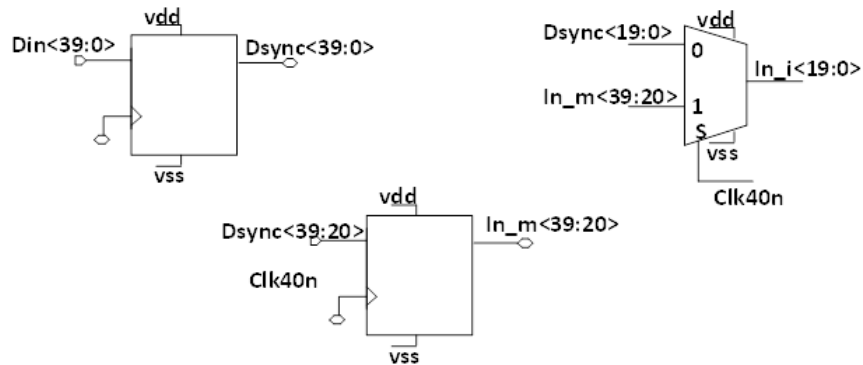 vdd
Din<39:0>
Dsync<39:0>
vss
vdd
Dsync<19:0>
0
In_i<19:0>
In_m<39:20>
1
S
vss
Clk40n
vdd
Dsync<39:20>
In_m<39:20>
Clk40n
vss